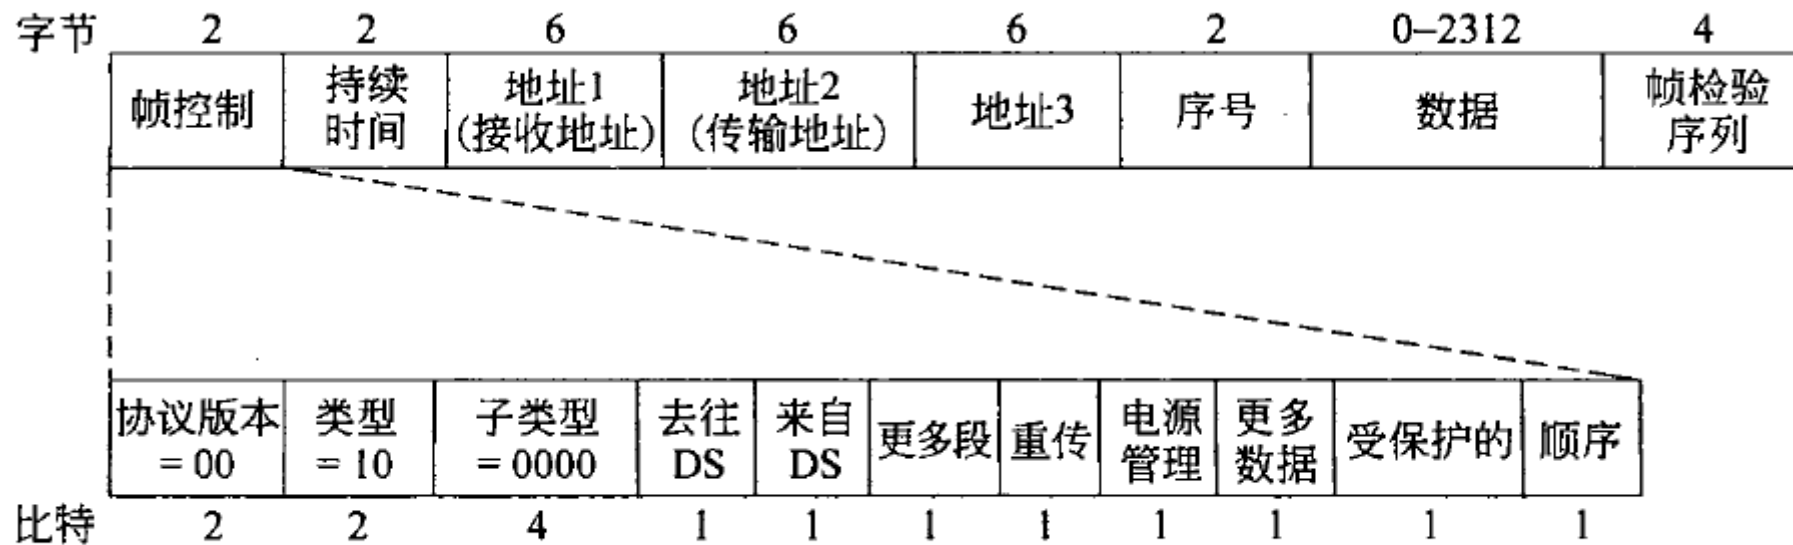 字节 2 2 6 6 6 2 0–2312 4
帧控制 持续时间 地址1(接收地址) 地址2(传输地址) 地址3 序号 数据 帧检验序列
协议版本= 00 类型= 10 子类型= 0000 去往DS 来自DS 更多段 重传 电源管理 更多数据 受保护的 顺序
比特 2 2 4 1 1 1 1 1 1 1 1